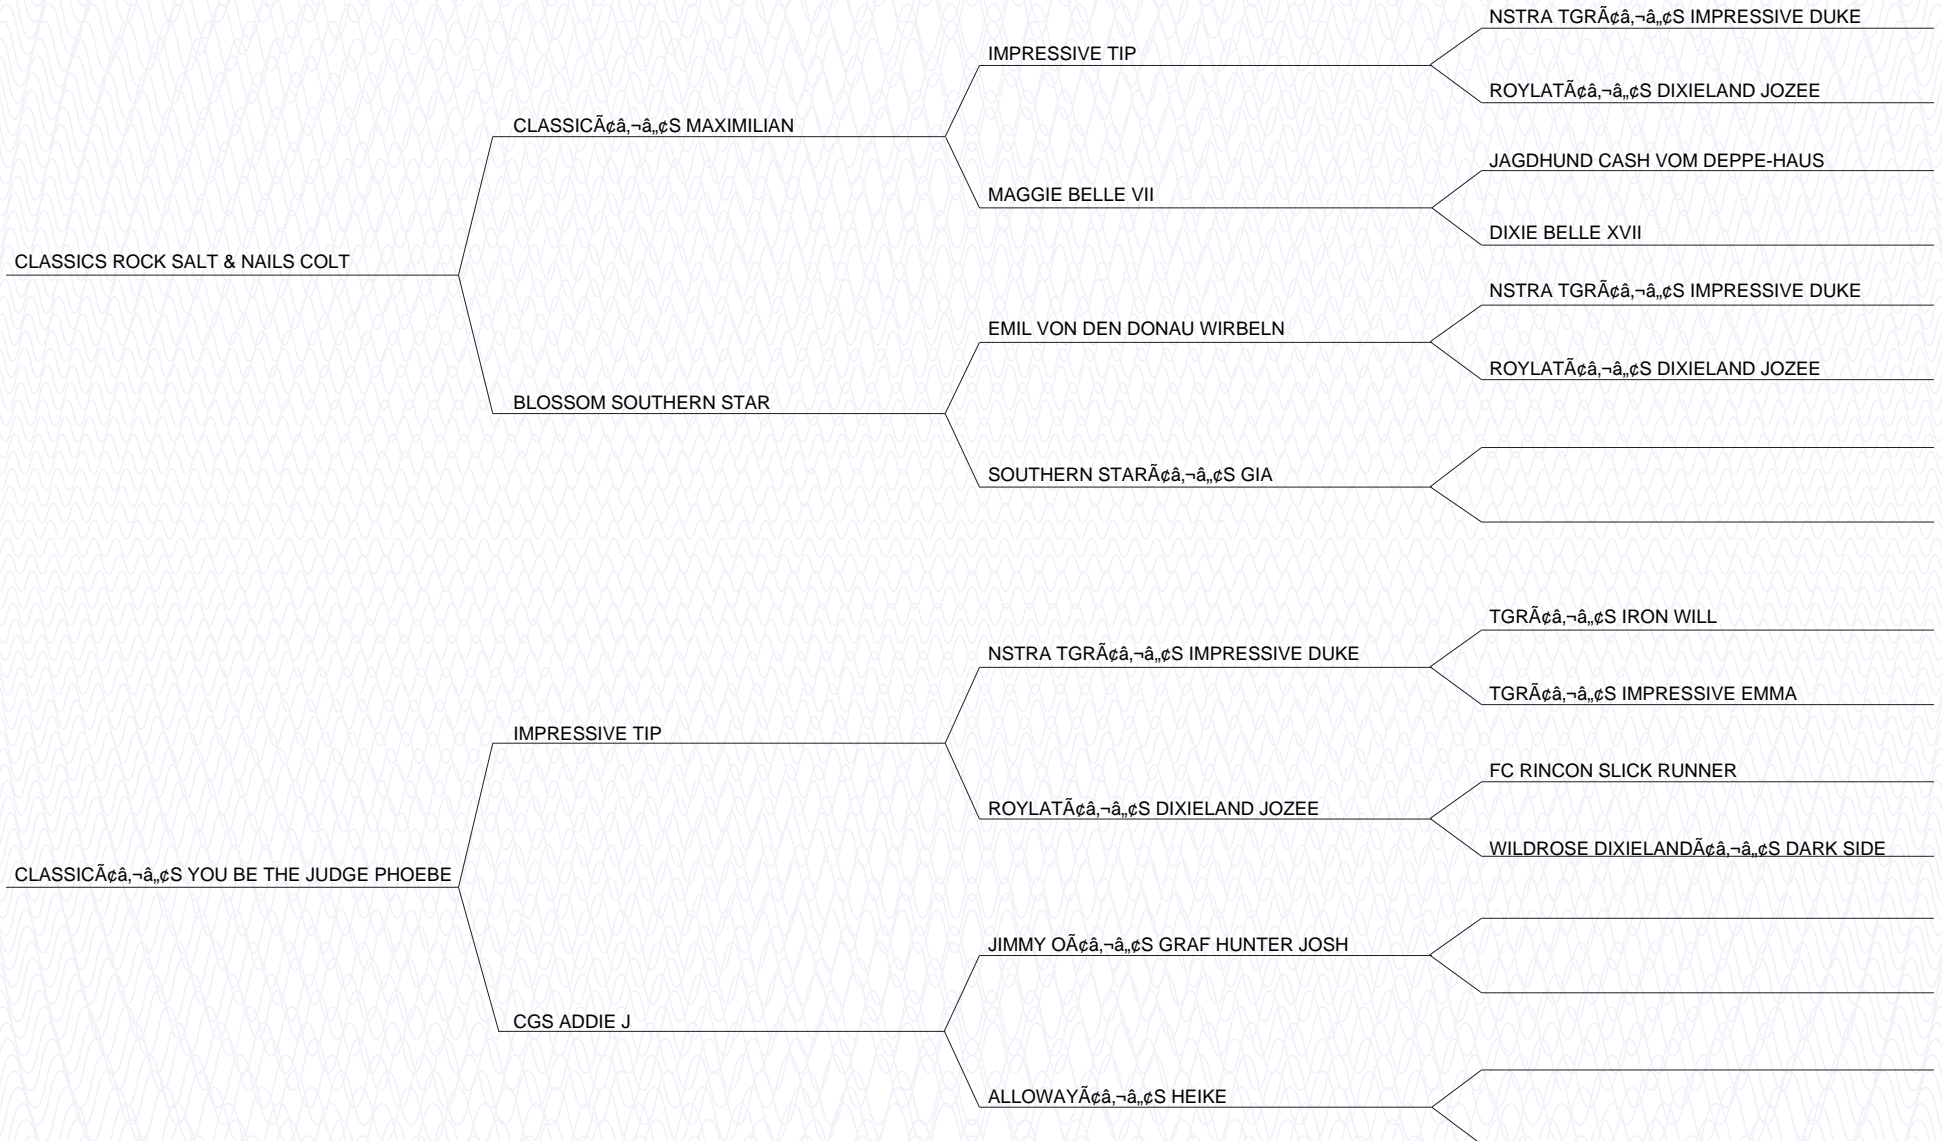 NSTRA TGRÃ¢â‚¬â„¢S IMPRESSIVE DUKE
IMPRESSIVE TIP
ROYLATÃ¢â‚¬â„¢S DIXIELAND JOZEE
CLASSICÃ¢â‚¬â„¢S MAXIMILIAN
JAGDHUND CASH VOM DEPPE-HAUS
MAGGIE BELLE VII
DIXIE BELLE XVII
CLASSICS ROCK SALT & NAILS COLT
NSTRA TGRÃ¢â‚¬â„¢S IMPRESSIVE DUKE
EMIL VON DEN DONAU WIRBELN
ROYLATÃ¢â‚¬â„¢S DIXIELAND JOZEE
BLOSSOM SOUTHERN STAR
SOUTHERN STARÃ¢â‚¬â„¢S GIA
TGRÃ¢â‚¬â„¢S IRON WILL
NSTRA TGRÃ¢â‚¬â„¢S IMPRESSIVE DUKE
TGRÃ¢â‚¬â„¢S IMPRESSIVE EMMA
IMPRESSIVE TIP
FC RINCON SLICK RUNNER
ROYLATÃ¢â‚¬â„¢S DIXIELAND JOZEE
WILDROSE DIXIELANDÃ¢â‚¬â„¢S DARK SIDE
CLASSICÃ¢â‚¬â„¢S YOU BE THE JUDGE PHOEBE
JIMMY OÃ¢â‚¬â„¢S GRAF HUNTER JOSH
CGS ADDIE J
ALLOWAYÃ¢â‚¬â„¢S HEIKE